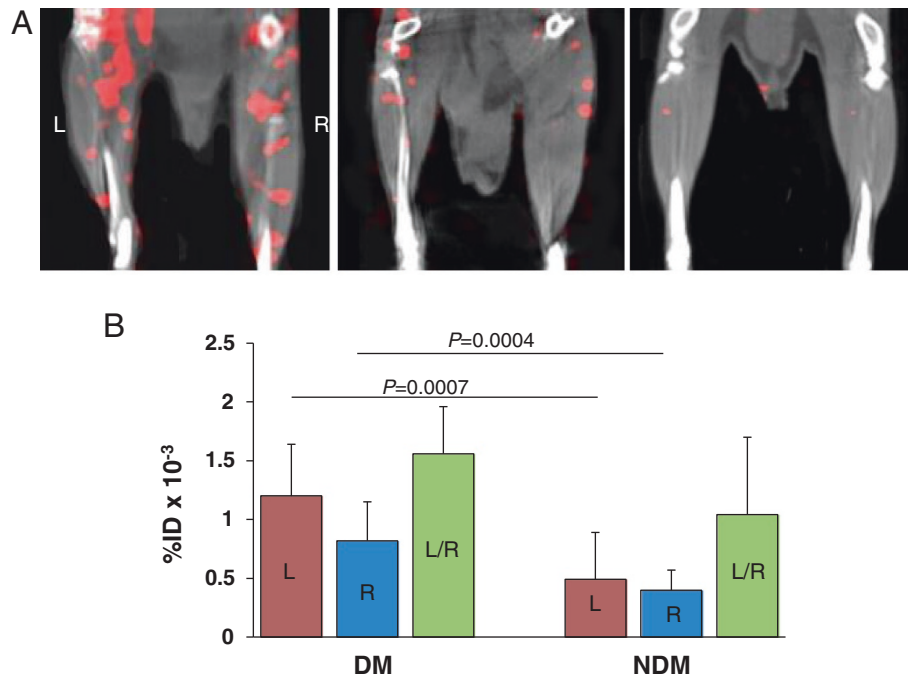 A
L
R
B
2.5
2
1.5
1
0.5
0
%ID x 10-3
P=0.0004
P=0.0007
L
R
L/R
L
R
L/R
DM
NDM